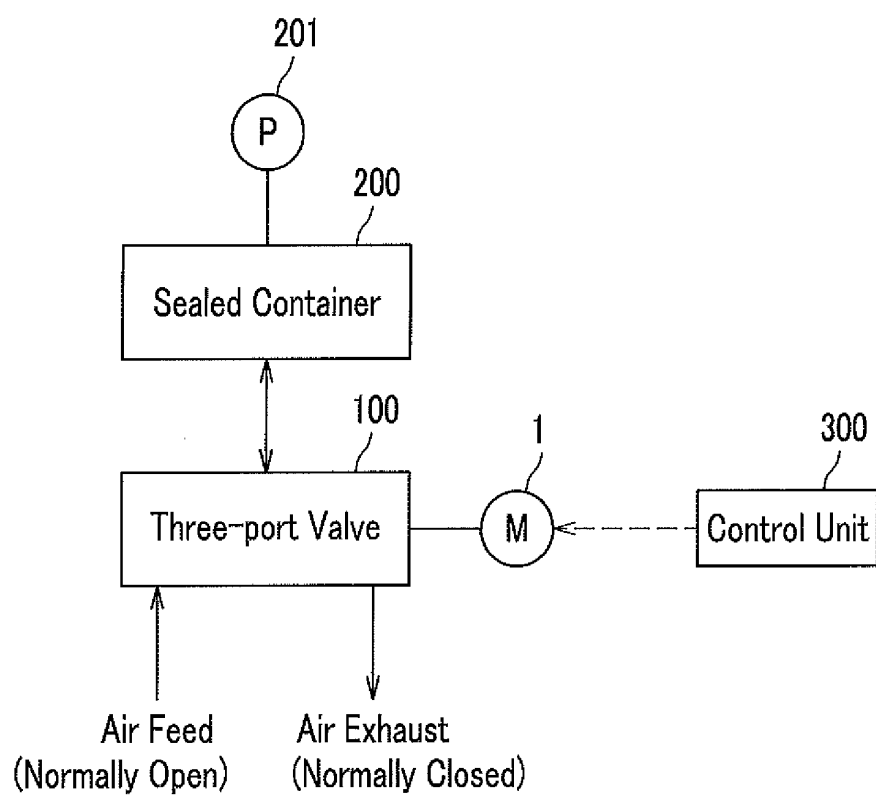 201
P
200
Sealed Container
100
1
300
Three-port Valve
M
Control Unit
Air Feed
(Normally Open)
Air Exhaust
(Normally Closed)